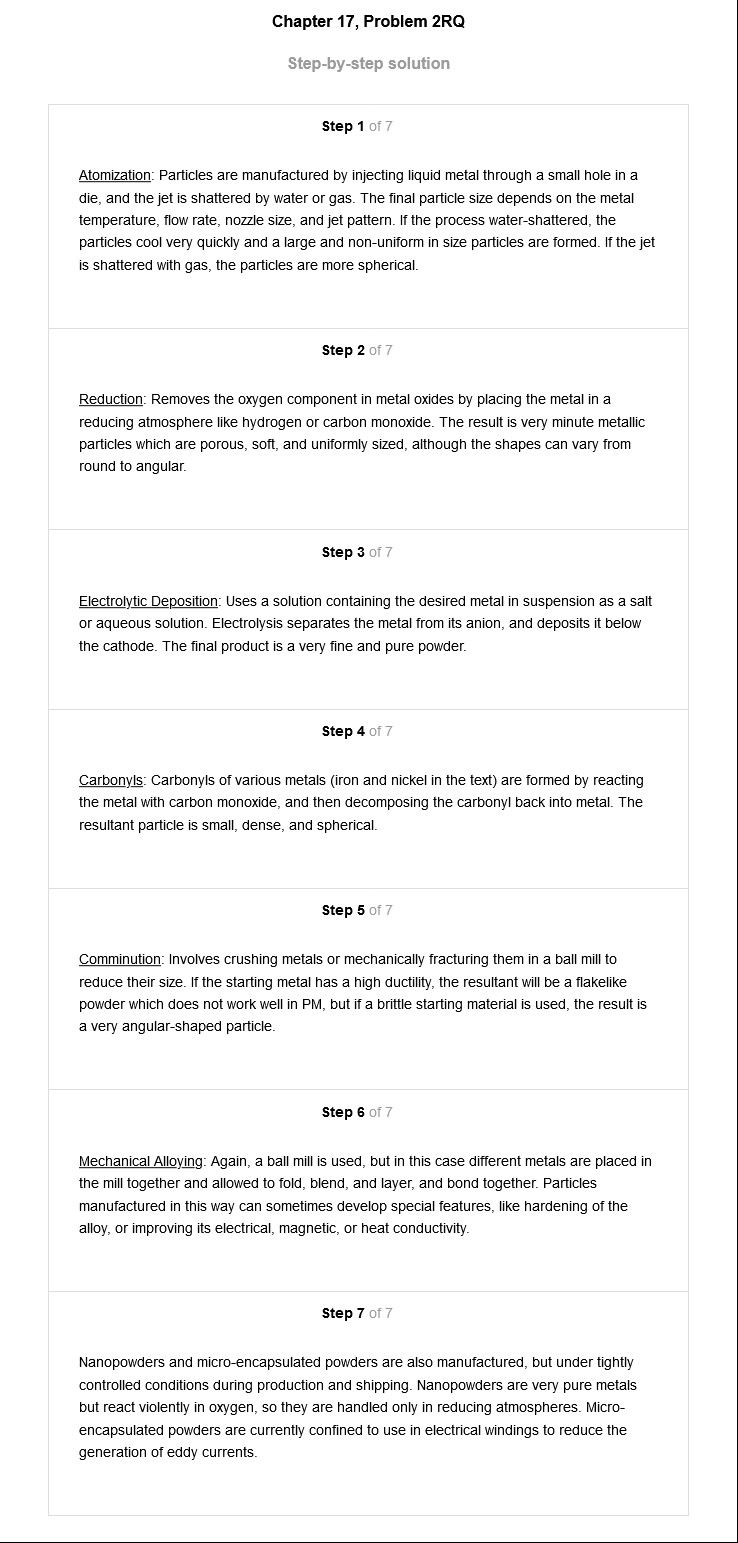 Chapter 17, Problem 2RQ
Step-by-step solution
Step 1 of 7
Atomization: Particles are manufactured by injecting liquid metal through a small hole in a
die, and the jet is shattered by water or gas. The final particle size depends on the metal
temperature, flow rate, nozzle size, and jet pattern. If the process water-shattered, the
particles cool very quickly and a large and non-uniform in size particles are formed. If the jet
is shattered with gas, the particles are more spherical.
Step 2 of 7
Reduction: Removes the oxygen component in metal oxides by placing the metal in a
reducing atmosphere like hydrogen or carbon monoxide. The result is very minute metallic
particles which are porous, soft, and uniformly sized, although the shapes can vary from
round to angular.
Step 3 of 7
Electrolytic Deposition: Uses a solution containing the desired metal in suspension as a salt
or aqueous solution. Electrolysis separates the metal from its anion, and deposits it below
the cathode. The final product is a very fine and pure powder.
Step 4 of 7
Carbonyls: Carbonyls of various metals (iron and nickel in the text) are formed by reacting
the metal with carbon monoxide, and then decomposing the carbonyl back into metal. The
resultant particle is small, dense, and spherical.
Step 5 of 7
Comminution: Involves crushing metals or mechanically fracturing them in a ball mill to
reduce their size. If the starting metal has a high ductility, the resultant will be a flakelike
powder which does not work well in PM, but if a brittle starting material is used, the result is
a very angular-shaped particle.
Step 6 of 7
Mechanical Alloying: Again, a ball mill is used, but in this case different metals are placed in
the mill together and allowed to fold, blend, and layer, and bond together. Particles
manufactured in this way can sometimes develop special features, like hardening of the
alloy, or improving its electrical, magnetic, or heat conductivity.
Step 7 of 7
Nanopowders and micro-encapsulated powders are also manufactured, but under tightly
controlled conditions during production and shipping. Nanopowders are very pure metals
but react violently in oxygen, so they are handled only in reducing atmospheres. Micro-
encapsulated powders are currently confined to use in electrical windings to reduce the
generation of eddy currents.